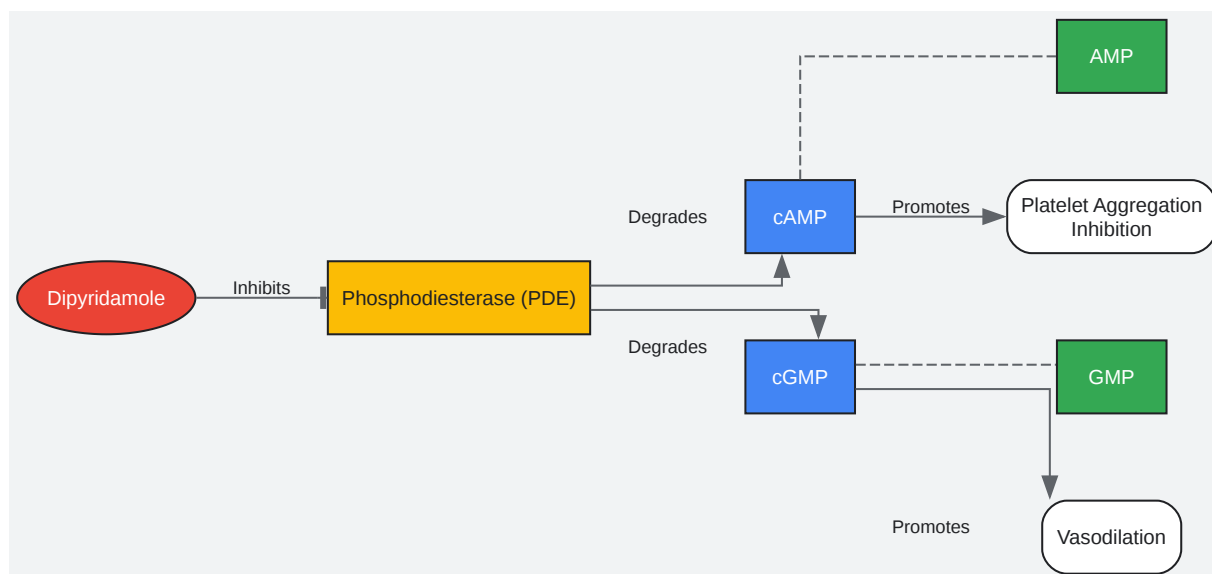 AMP
Degrades
cAMP
Promotes
Platelet Aggregation
Inhibition
Dipyridamole
Inhibits
Phosphodiesterase (PDE)
Degrades
cGMP
GMP
Promotes
Vasodilation